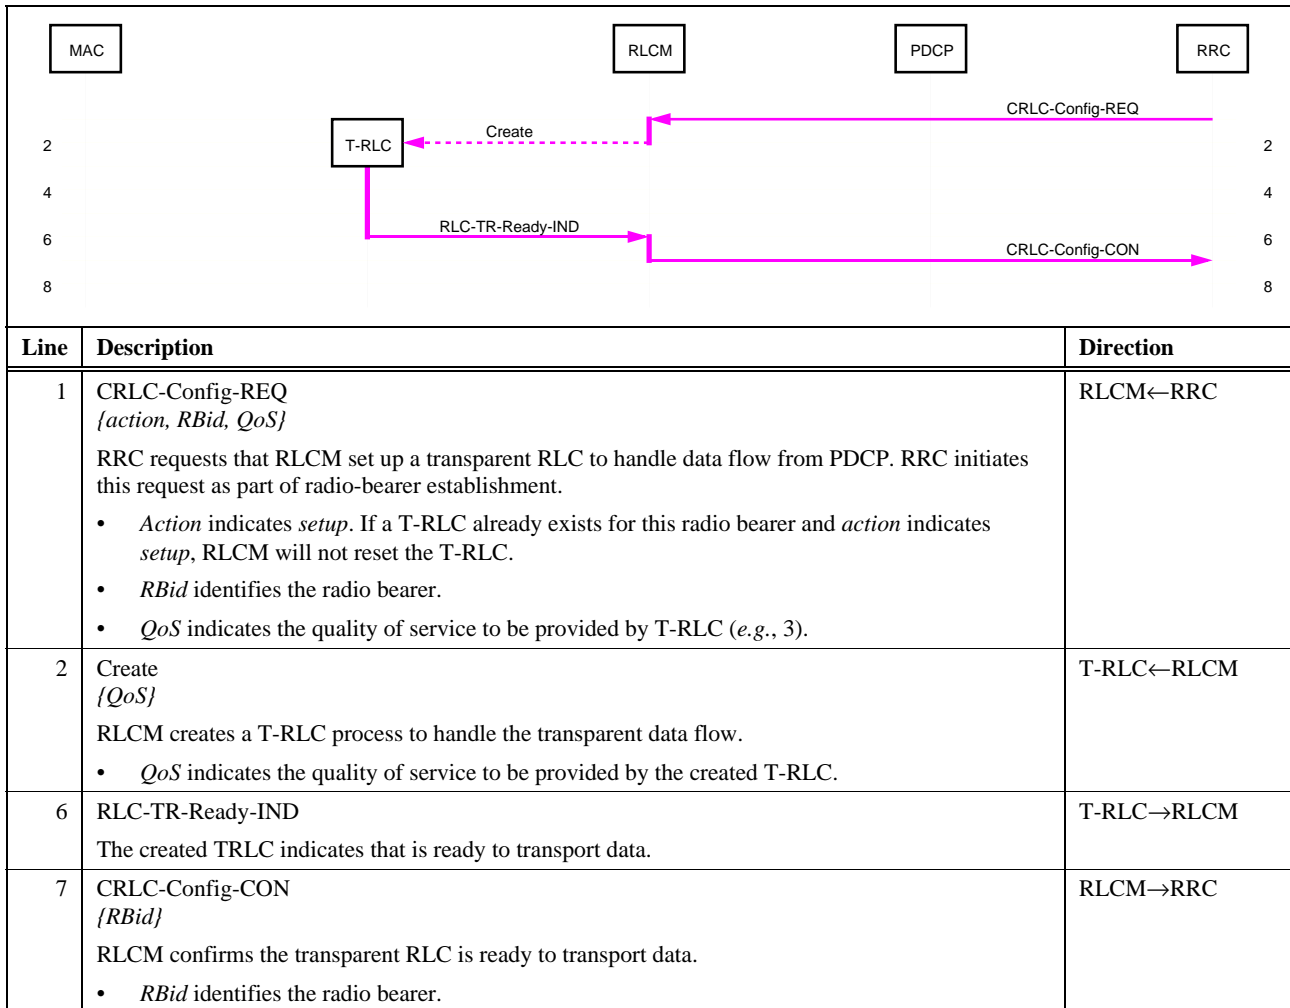 MAC RLCM PDCP RRC
CRLC-Config-REQ
2 T-RLC Create 2
4 4
RLC-TR-Ready-IND
6 6
CRLC-Config-CON
8 8
Line Description Direction
1 CRLC-Config-REQ RLCM←RRC
{action, RBid, QoS}
RRC requests that RLCM set up a transparent RLC to handle data flow from PDCP. RRC initiates
this request as part of radio-bearer establishment.
• Action indicates setup. If a T-RLC already exists for this radio bearer and action indicates
setup, RLCM will not reset the T-RLC.
• RBid identifies the radio bearer.
• QoS indicates the quality of service to be provided by T-RLC (e.g., 3).
2 Create T-RLC←RLCM
{QoS}
RLCM creates a T-RLC process to handle the transparent data flow.
• QoS indicates the quality of service to be provided by the created T-RLC.
6 RLC-TR-Ready-IND T-RLC→RLCM
The created TRLC indicates that is ready to transport data.
7 CRLC-Config-CON RLCM→RRC
{RBid}
RLCM confirms the transparent RLC is ready to transport data.
• RBid identifies the radio bearer.